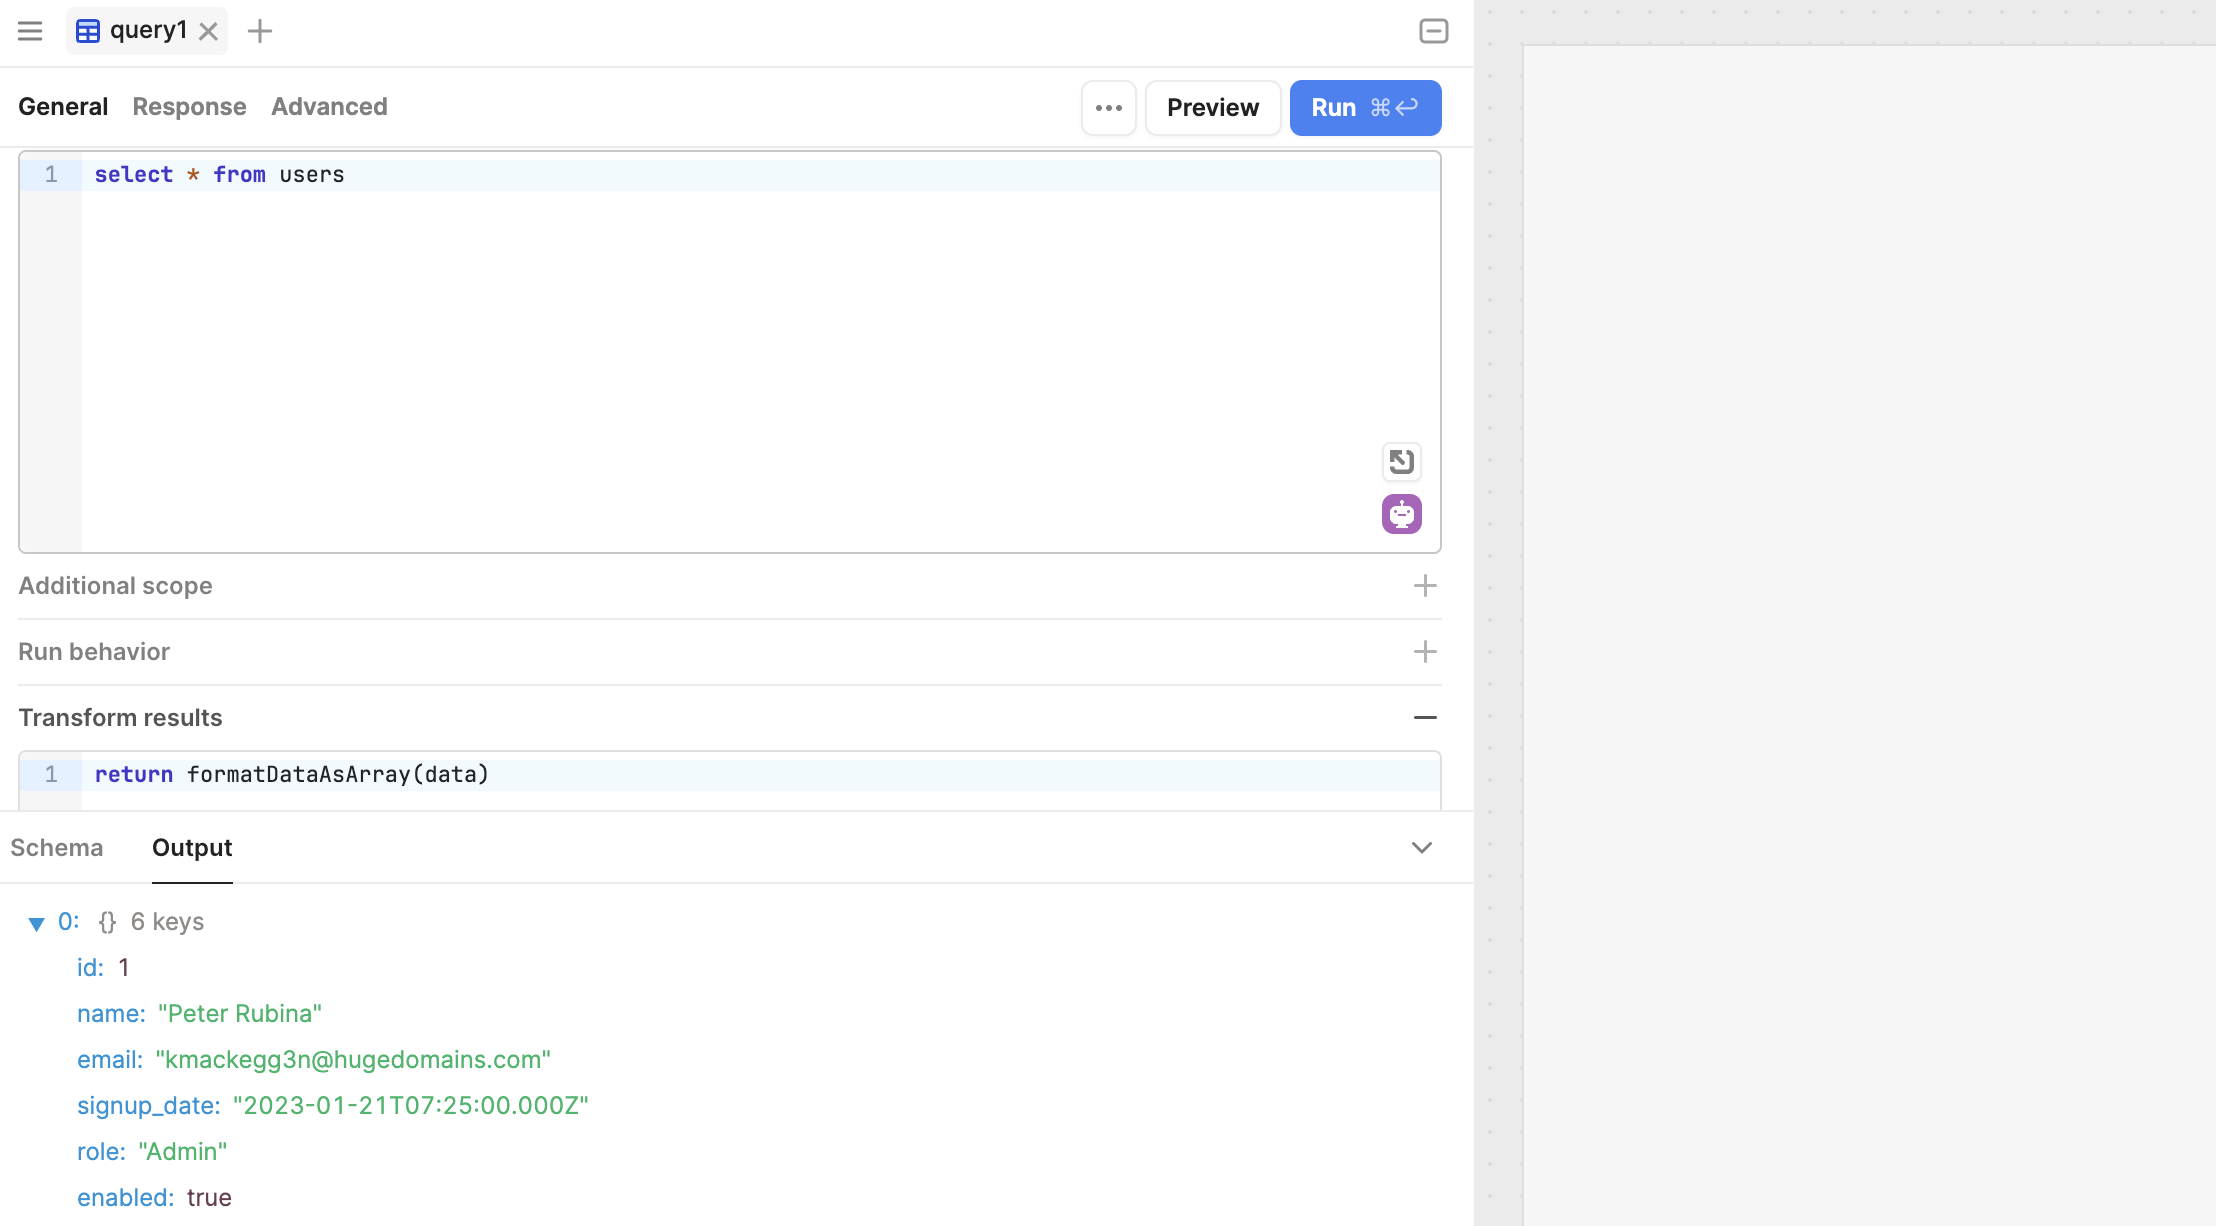 query1
General Response Advanced
Preview
Run ⌘↩
1 select * from users
Additional scope
Run behavior
Transform results
1 return formatDataAsArray(data)
Schema Output
0: {} 6 keys
id: 1
name: "Peter Rubina"
email: "kmackegg3n@hugedomains.com"
signup_date: "2023-01-21T07:25:00.000Z"
role: "Admin"
enabled: true